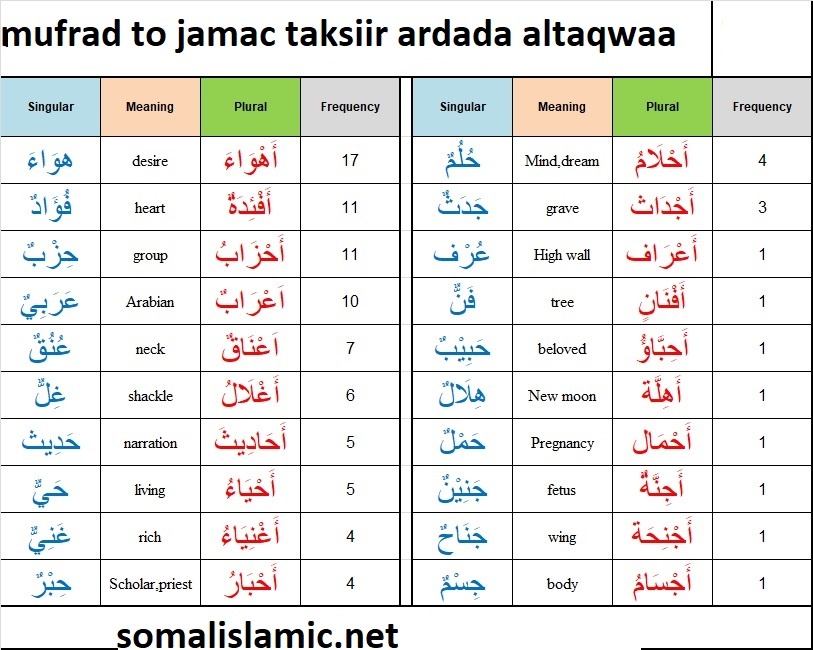 mufrad to jamac taksiir ardada altaqwaa
Singular Meaning Plural Frequency Singular Meaning Plural Frequency
هوَاءَ desire أَهْوَاءَ 17 حُلُمٌ Mind,dream أَحْلَامُ 4
فُؤَادٌ heart أَفْئِدَةٌ 11 جَدَثٌ grave أَجْدَاث 3
حِزْبٌ group أَحْزَابُ 11 عُرْف High wall أَعْرَاف 1
عَرَبِيٌّ Arabian اَعْرَابٌ 10 فَنٌّ tree أَفْنَانٍ 1
عُنُقٌ neck اَعْنَاقٌ 7 حَبِيْبٌ beloved أَحِبَّاؤُ 1
غِلٌّ shackle أَغْلَالُ 6 هِلَالٌ New moon أَهِلَّة 1
حَدِيث narration أَحَادِيثَ 5 حَمْلٌ Pregnancy أَحْمَال 1
حَيٌّ living أَحْيَاءُ 5 جَنِيْنٌ fetus أَجِنَّةٌ 1
غَنِيٌّ rich أَغْنِيَاءُ 4 جَنَاحٌ wing أَجْنِحَة 1
حِبْرٌ Scholar,priest أَحْبَارُ 4 جِسْمٌ body أَجْسَامُ 1
somalislamic.net